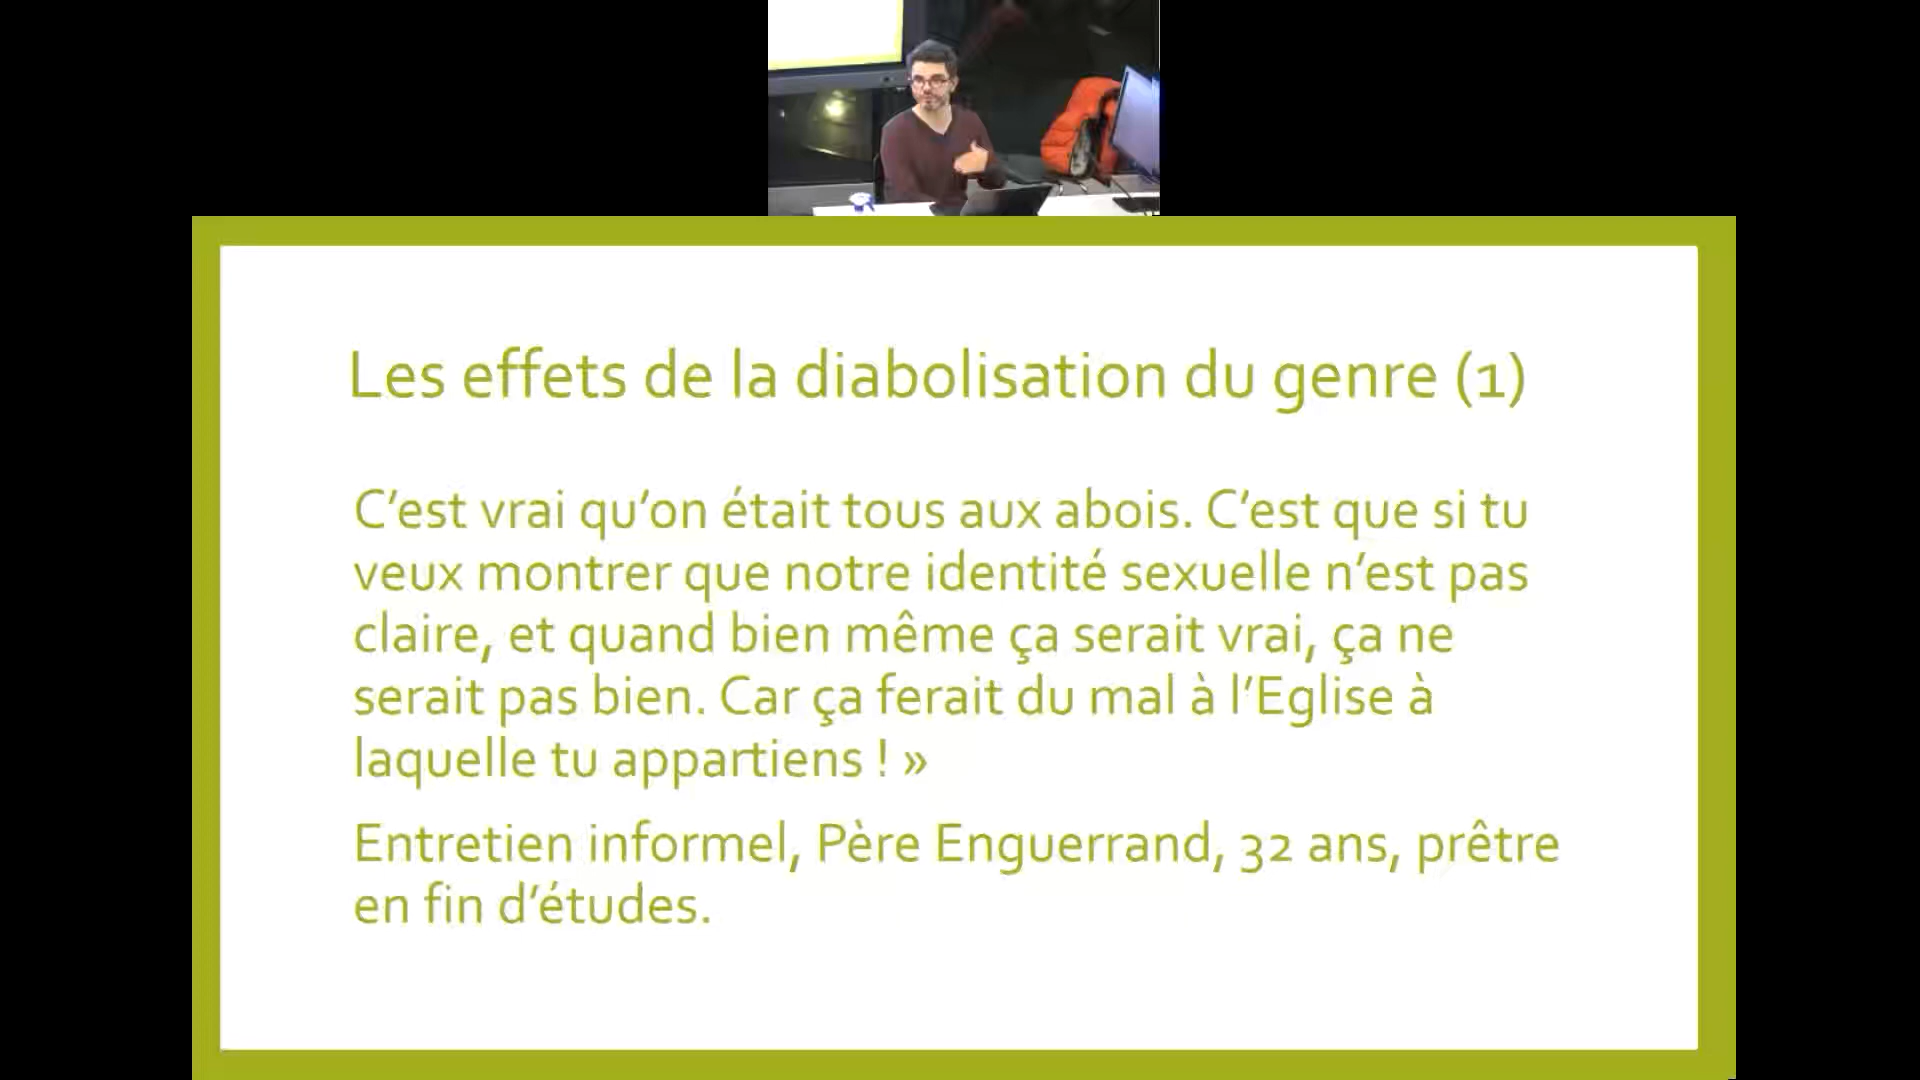 Les effets de la diabolisation du genre (1)
C’est vrai qu’on était tous aux abois. C’est que si tu
veux montrer que notre identité sexuelle n’est pas
claire, et quand bien même ça serait vrai, ça ne
serait pas bien. Car ça ferait du mal à l’Eglise à
laquelle tu appartiens ! »
Entretien informel, Père Enguerrand, 32 ans, prêtre
en fin d’études.